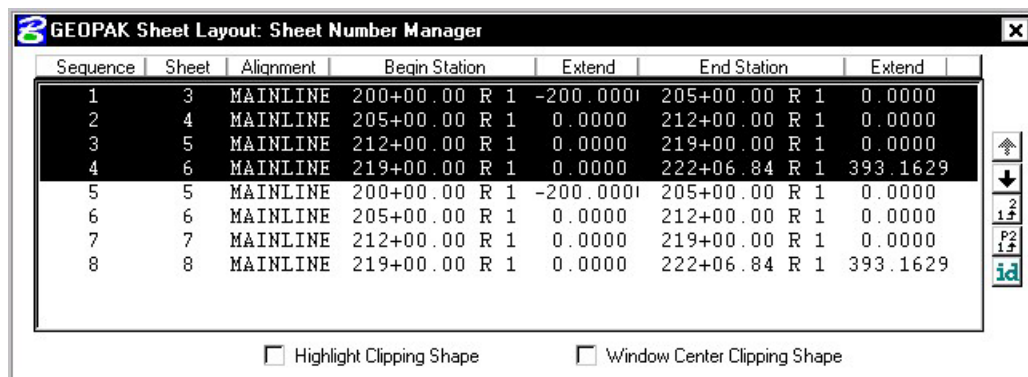 GEOPAK Sheet Layout: Sheet Number Manager
Sequence Sheet Alignment Begin Station Extend End Station Extend
1 3 MAINLINE 200+00.00 R 1 -200.000 205+00.00 R 1 0.0000
2 4 MAINLINE 205+00.00 R 1 0.0000 212+00.00 R 1 0.0000
3 5 MAINLINE 212+00.00 R 1 0.0000 219+00.00 R 1 0.0000
4 6 MAINLINE 219+00.00 R 1 0.0000 222+06.84 R 1 393.1629
5 5 MAINLINE 200+00.00 R 1 -200.000 205+00.00 R 1 0.0000
6 6 MAINLINE 205+00.00 R 1 0.0000 212+00.00 R 1 0.0000
7 7 MAINLINE 212+00.00 R 1 0.0000 219+00.00 R 1 0.0000
8 8 MAINLINE 219+00.00 R 1 0.0000 222+06.84 R 1 393.1629
1 2
P2 1
id
Highlight Clipping Shape Window Center Clipping Shape